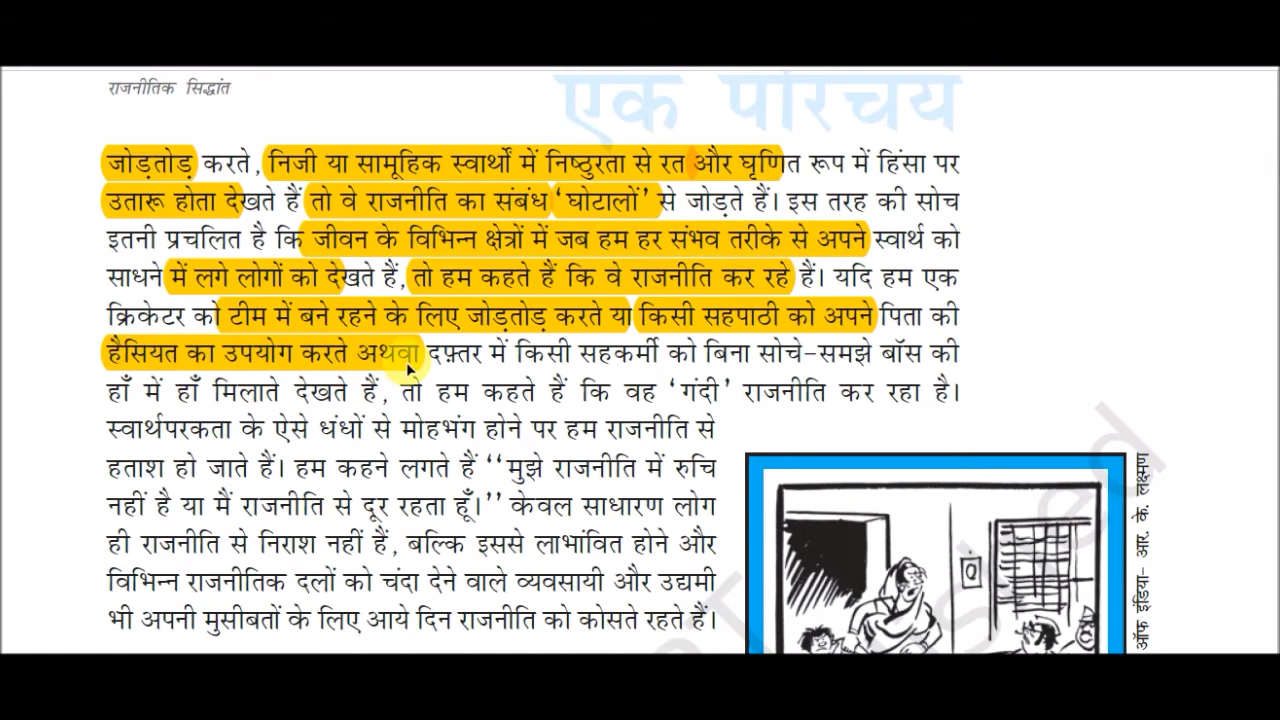 राजनीतिक सिद्धांत
एक परिचय
जोड़तोड़ करते, निजी या सामूहिक स्वार्थों में निष्ठुरता से रत और घृणित रूप में हिंसा पर
उतारू होता देखते हैं तो वे राजनीति का संबंध ‘घोटालों’ से जोड़ते हैं। इस तरह की सोच
इतनी प्रचलित है कि जीवन के विभिन्न क्षेत्रों में जब हम हर संभव तरीके से अपने स्वार्थ को
साधने में लगे लोगों को देखते हैं, तो हम कहते हैं कि वे राजनीति कर रहे हैं। यदि हम एक
क्रिकेटर को टीम में बने रहने के लिए जोड़तोड़ करते या किसी सहपाठी को अपने पिता की
हैसियत का उपयोग करते अथवा दफ़्तर में किसी सहकर्मी को बिना सोचे-समझे बॉस की
हाँ में हाँ मिलाते देखते हैं, तो हम कहते हैं कि वह ‘गंदी’ राजनीति कर रहा है।
स्वार्थपरकता के ऐसे धंधों से मोहभंग होने पर हम राजनीति से
हताश हो जाते हैं। हम कहने लगते हैं ‘‘मुझे राजनीति में रुचि
नहीं है या मैं राजनीति से दूर रहता हूँ।’’ केवल साधारण लोग
ही राजनीति से निराश नहीं हैं, बल्कि इससे लाभांवित होने और
विभिन्न राजनीतिक दलों को चंदा देने वाले व्यवसायी और उद्यमी
भी अपनी मुसीबतों के लिए आये दिन राजनीति को कोसते रहते हैं।
ऑफ इंडिया- आर. के. लक्ष्मण